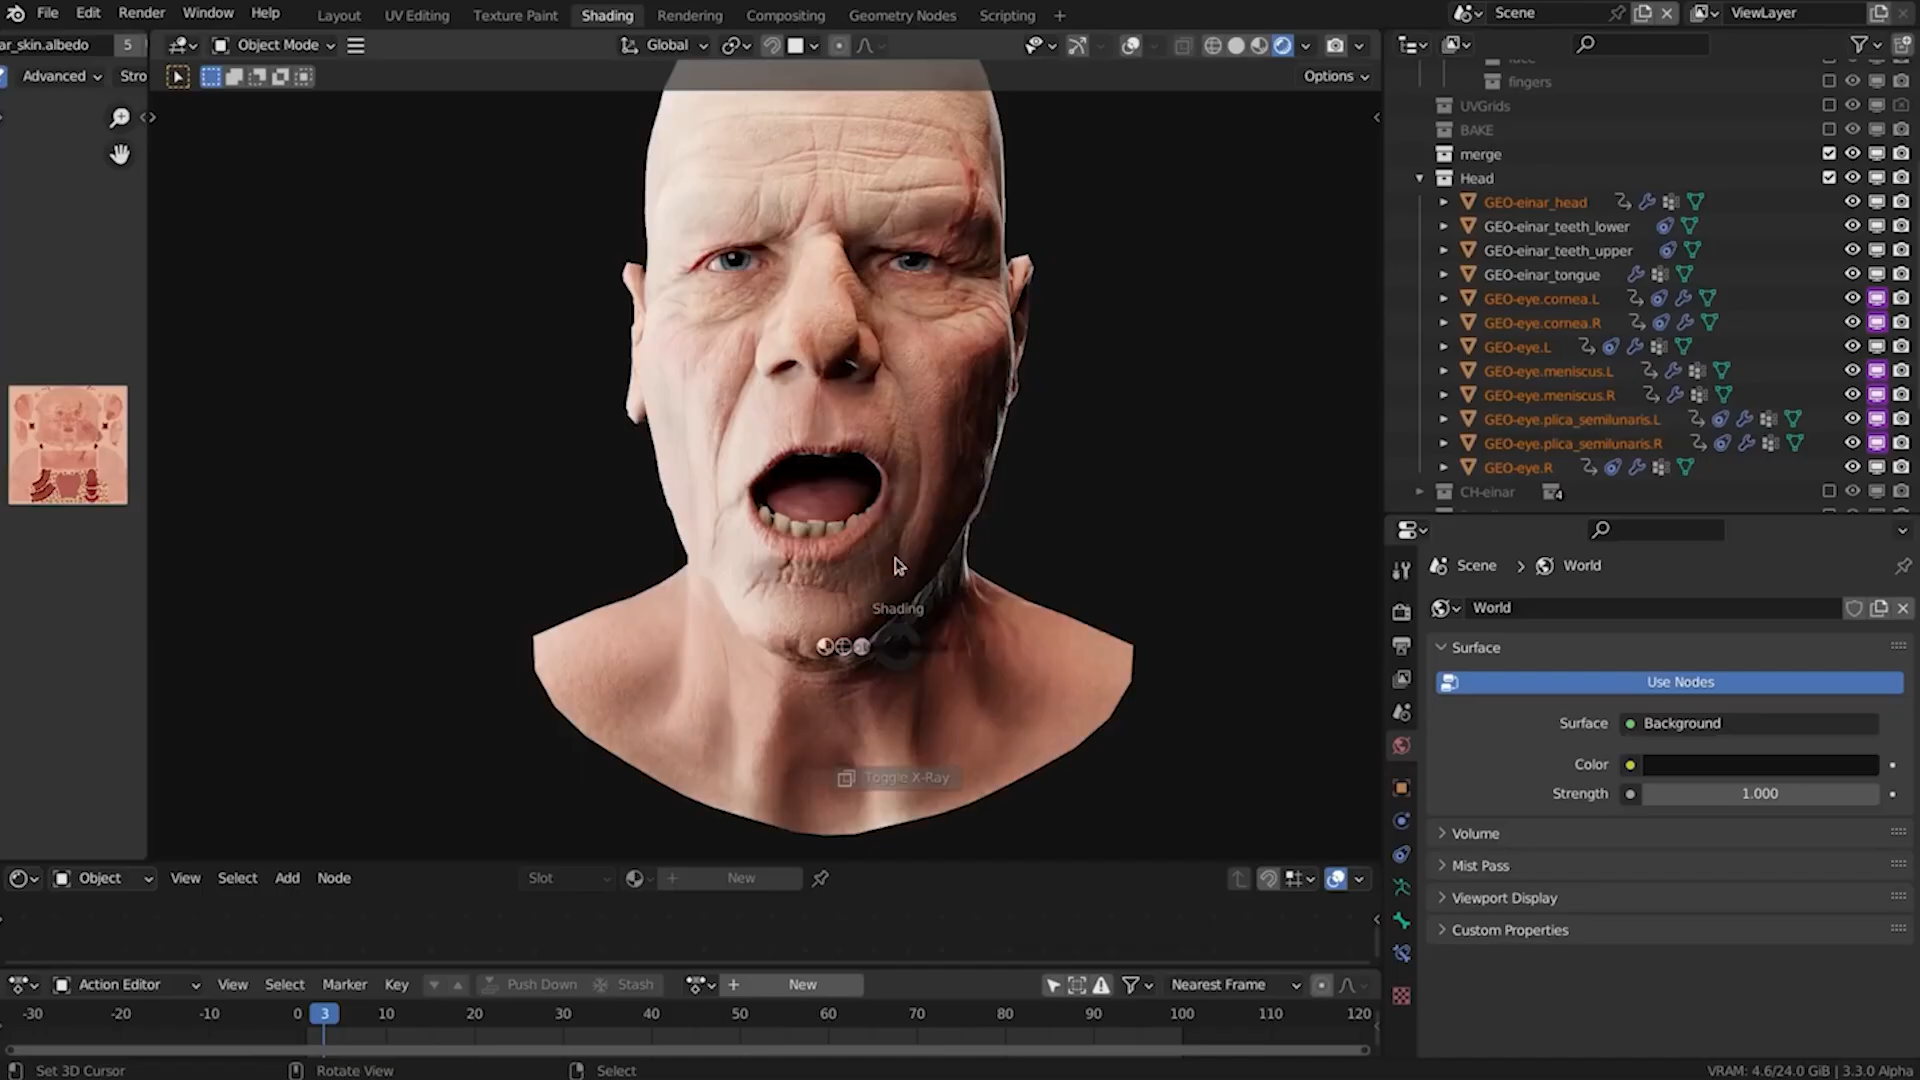 File Edit Render Window Help
Layout UV Editing Texture Paint Shading Rendering Compositing Geometry Nodes Scripting
Scene ViewLayer
ar_skin.albedo 5
Object Mode
Global
Advanced Stro
Options
fingers
UVGrids
BAKE
merge
Head
GEO-einar_head
GEO-einar_teeth_lower
GEO-einar_teeth_upper
GEO-einar_tongue
GEO-eye.cornea.L
GEO-eye.cornea.R
GEO-eye.L
GEO-eye.meniscus.L
GEO-eye.meniscus.R
GEO-eye.plica_semilunaris.L
GEO-eye.plica_semilunaris.R
GEO-eye.R
CH-einar 4
Scene > World
World
Surface
Use Nodes
Surface Background
Color
Strength 1.000
Volume
Mist Pass
Viewport Display
Custom Properties
Shading
Toggle X-Ray
Object View Select Add Node Slot New
Action Editor View Select Marker Key Push Down Stash New Nearest Frame
-30 -20 -10 0 3 10 20 30 40 50 60 70 80 90 100 110 120
Set 3D Cursor Rotate View Select VRAM: 4.6/24.0 GiB | 3.3.0 Alpha